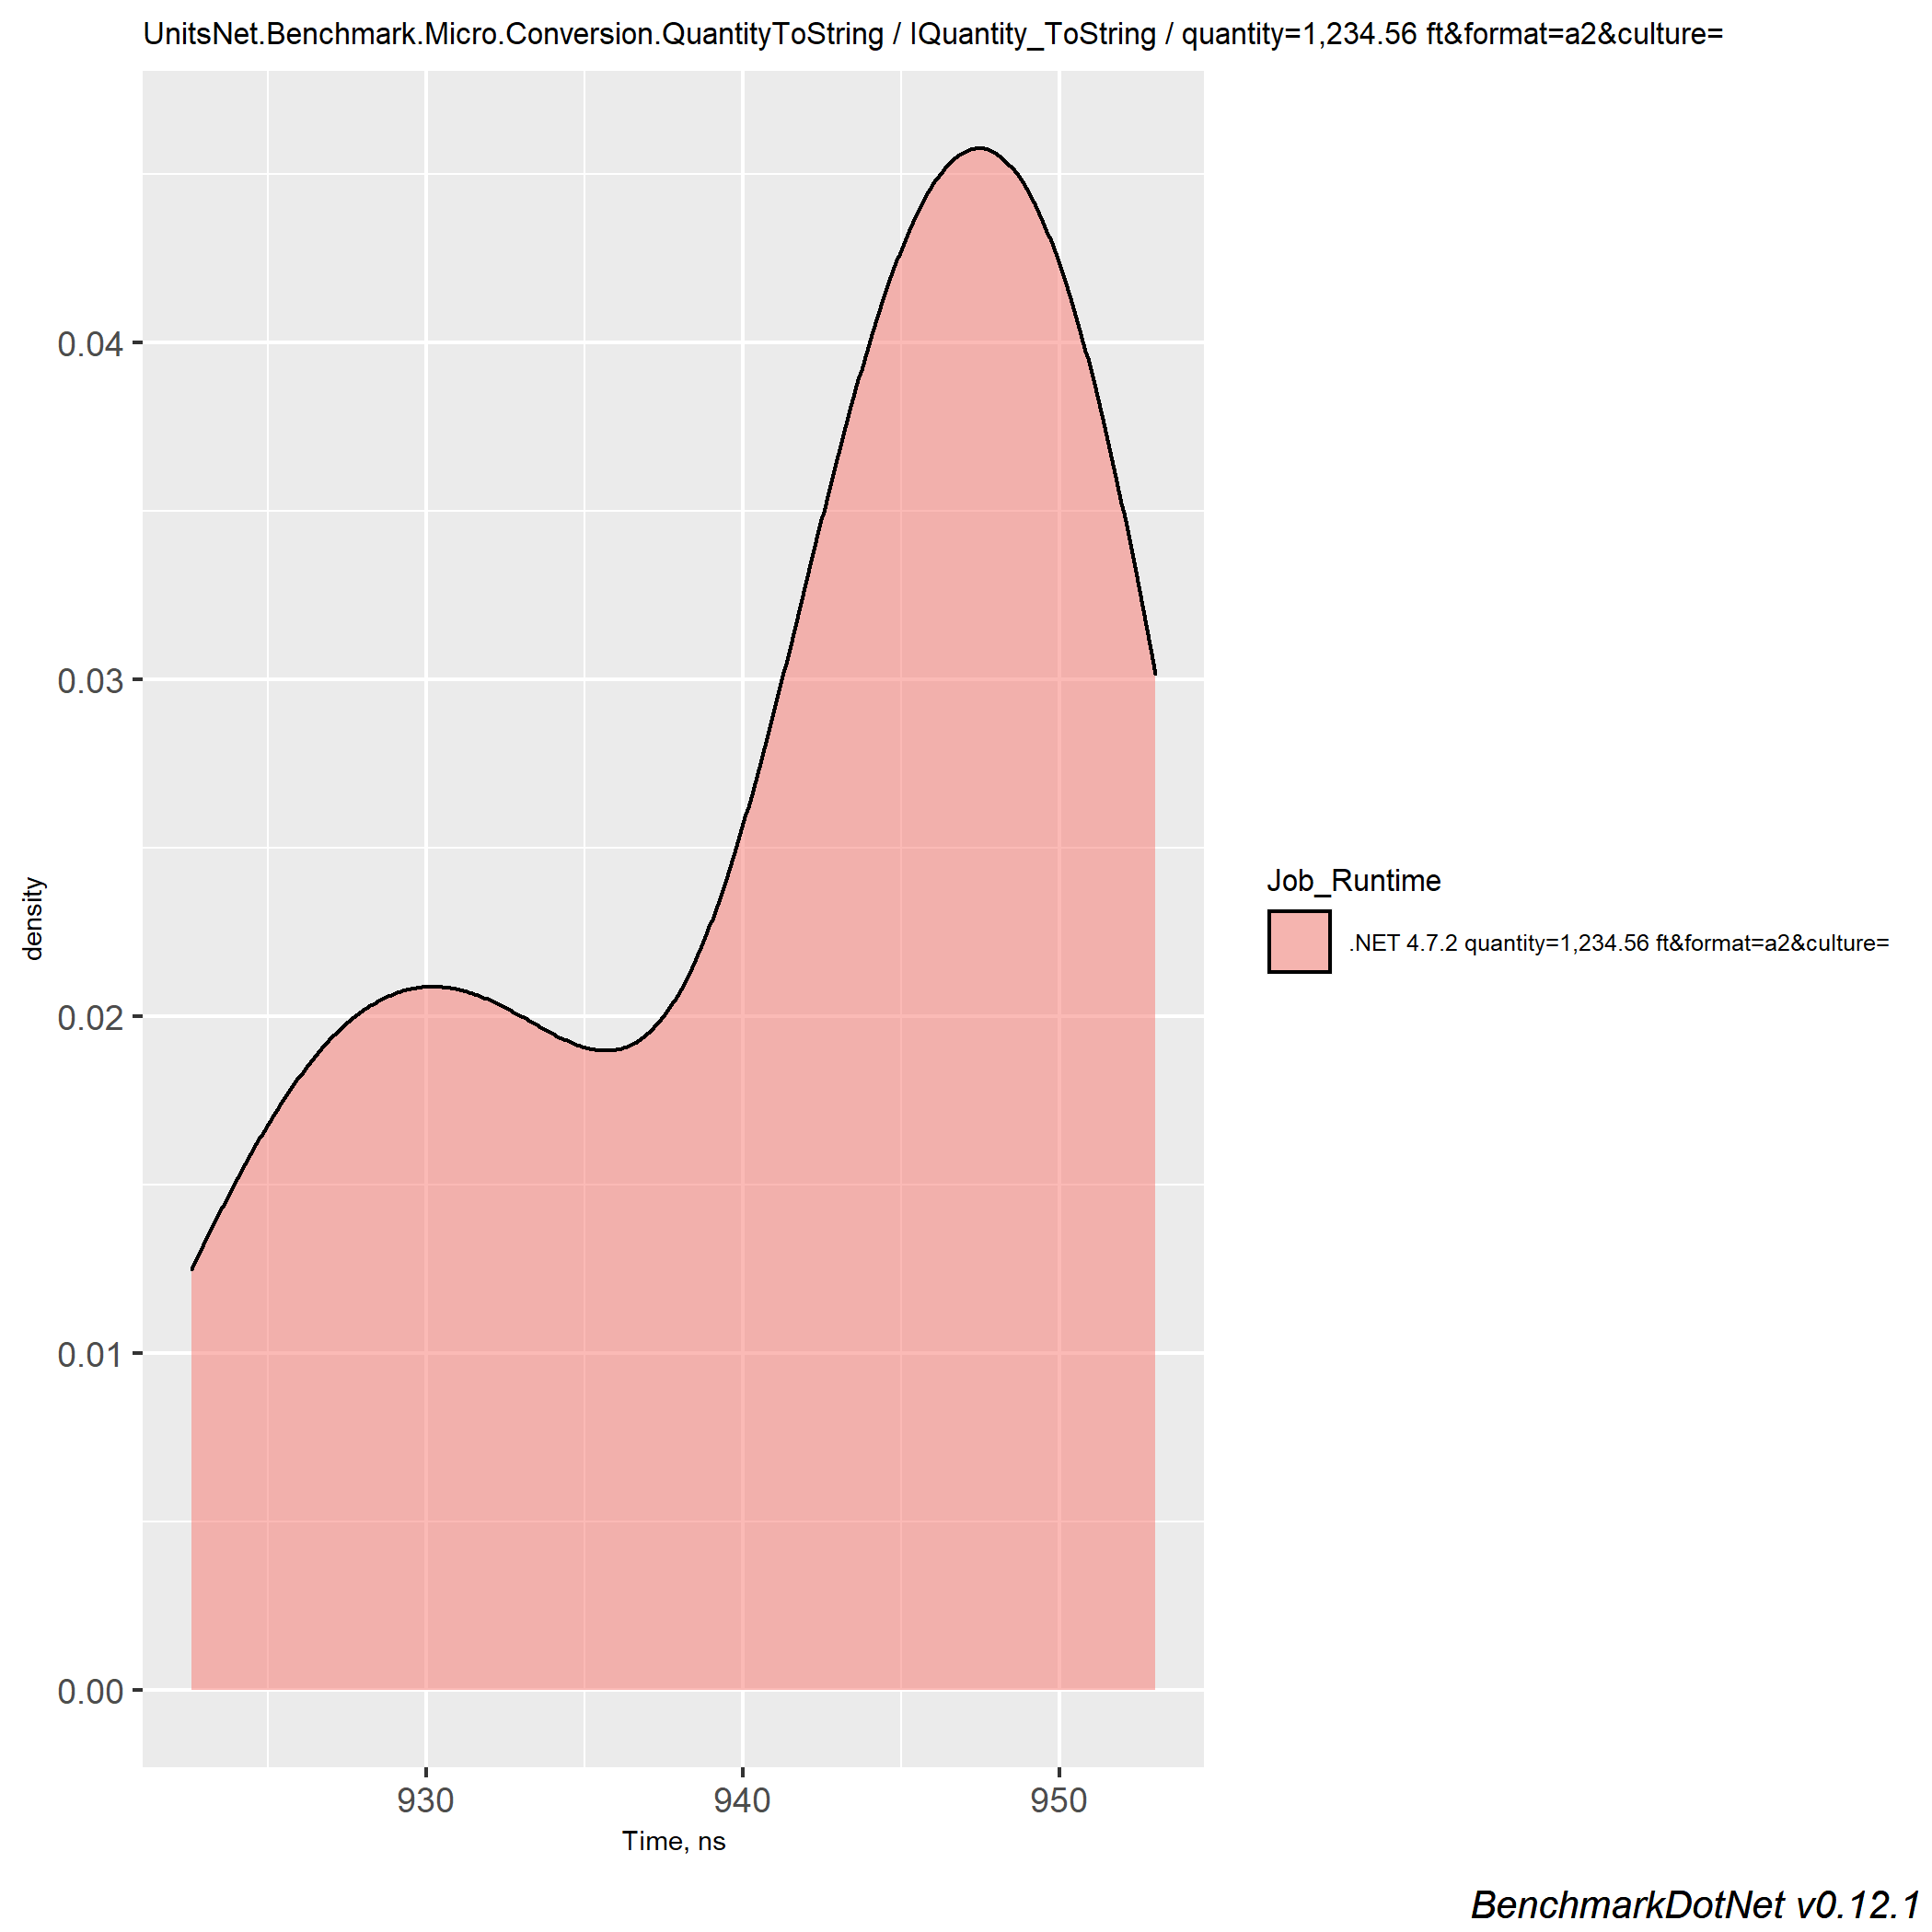 UnitsNet.Benchmark.Micro.Conversion.QuantityToString / IQuantity_ToString / quantity=1,234.56 ft&format=a2&culture=
0.04
0.03
0.02
0.01
0.00
density
930 940 950
Time, ns
Job_Runtime
.NET 4.7.2 quantity=1,234.56 ft&format=a2&culture=
BenchmarkDotNet v0.12.1